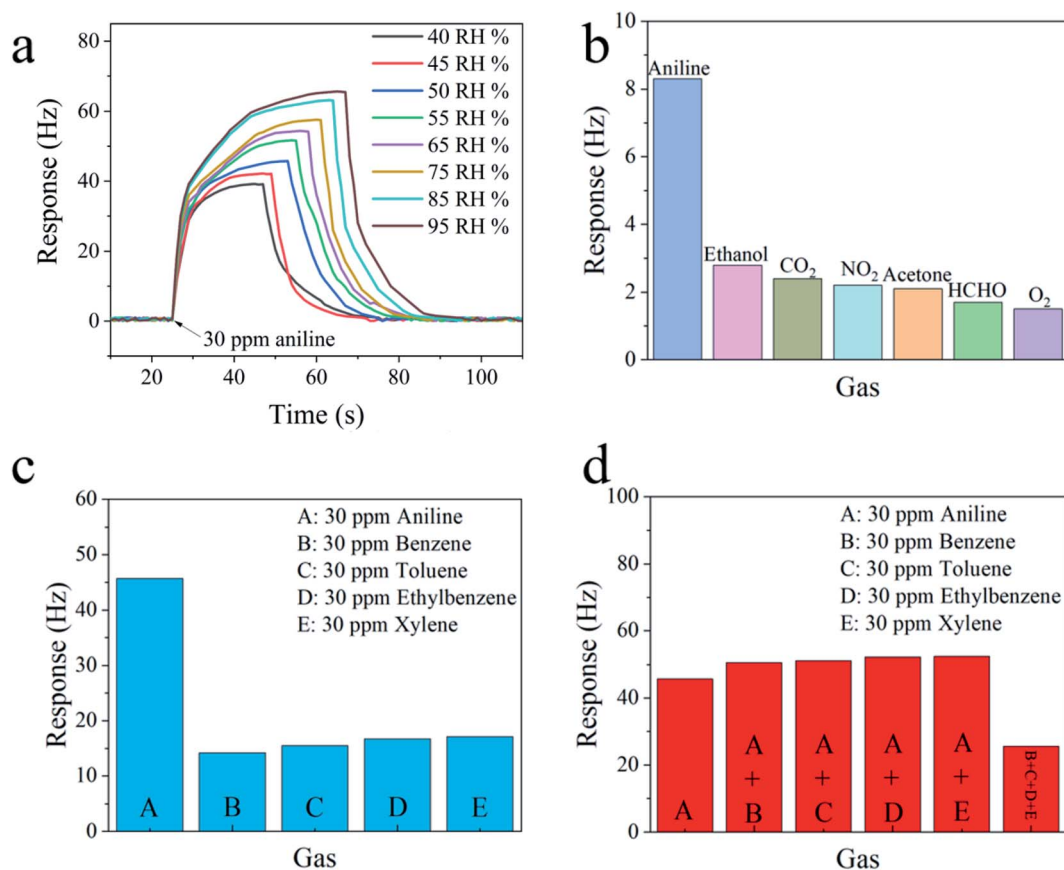 a
Response (Hz)
80
60
40
20
0
40 RH %
45 RH %
50 RH %
55 RH %
65 RH %
75 RH %
85 RH %
95 RH %
30 ppm aniline
20 40 60 80 100
Time (s)
b
Response (Hz)
10
8
6
4
2
0
Aniline
Ethanol
CO₂
NO₂
Acetone
HCHO
O₂
Gas
c
Response (Hz)
60
50
40
30
20
10
0
A: 30 ppm Aniline
B: 30 ppm Benzene
C: 30 ppm Toluene
D: 30 ppm Ethylbenzene
E: 30 ppm Xylene
A B C D E
Gas
d
Response (Hz)
100
80
60
40
20
0
A: 30 ppm Aniline
B: 30 ppm Benzene
C: 30 ppm Toluene
D: 30 ppm Ethylbenzene
E: 30 ppm Xylene
A
A + B
A + C
A + D
A + E
B+C+D+E
Gas